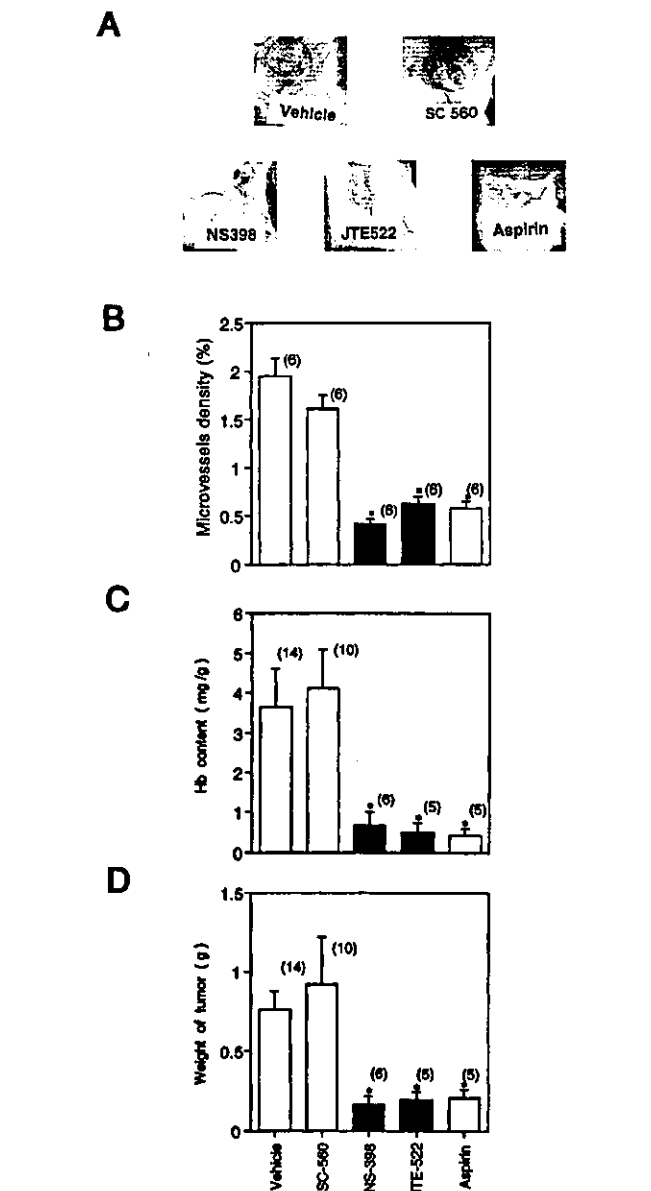 A
Vehicle
SC 560
NS398
JTE522
Aspirin
B
Microvessels density (%)
2.5
2
1.5
1
0.5
0
(6)
(6)
(6)
(6)
(6)
C
Hb content ( mg /g )
6
5
4
3
2
1
0
(14)
(10)
(6)
(5)
(5)
D
Weight of tumor ( g )
1.5
1
0.5
0
(14)
(10)
(6)
(5)
(5)
Vehicle
SC-560
NS-398
JTE-522
Aspirin